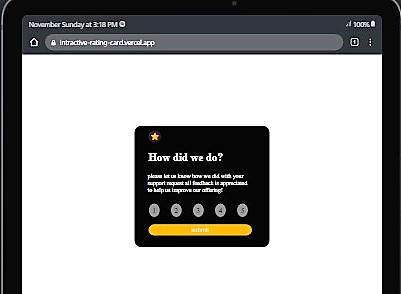 November Sunday at 3:18 PM
100%
intractive-rating-card.vercel.app
How did we do?
please let us know how we did with your
support request all feedback is appreciated
to help us improve our offering!
1 2 3 4 5
submit